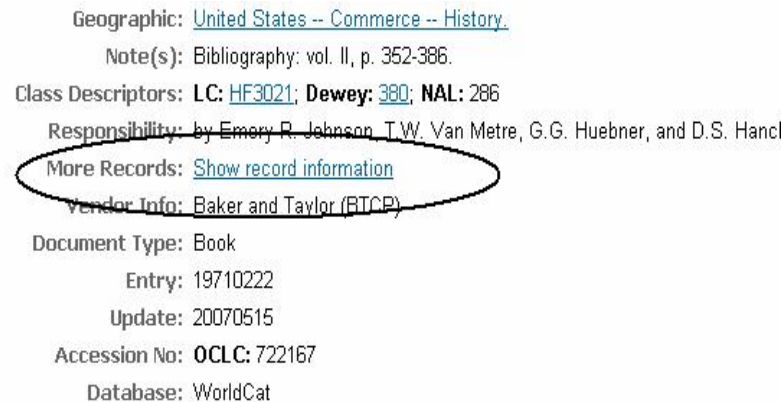 Geographic: United States -- Commerce -- History.
Note(s): Bibliography: vol. II, p. 352-386.
Class Descriptors: LC: HF3021; Dewey: 380; NAL: 286
Responsibility: by Emory R. Johnson, T.W. Van Metre, G.G. Huebner, and D.S. Hancl
More Records: Show record information
Vendor Info: Baker and Taylor (BTCP)
Document Type: Book
Entry: 19710222
Update: 20070515
Accession No: OCLC: 722167
Database: WorldCat